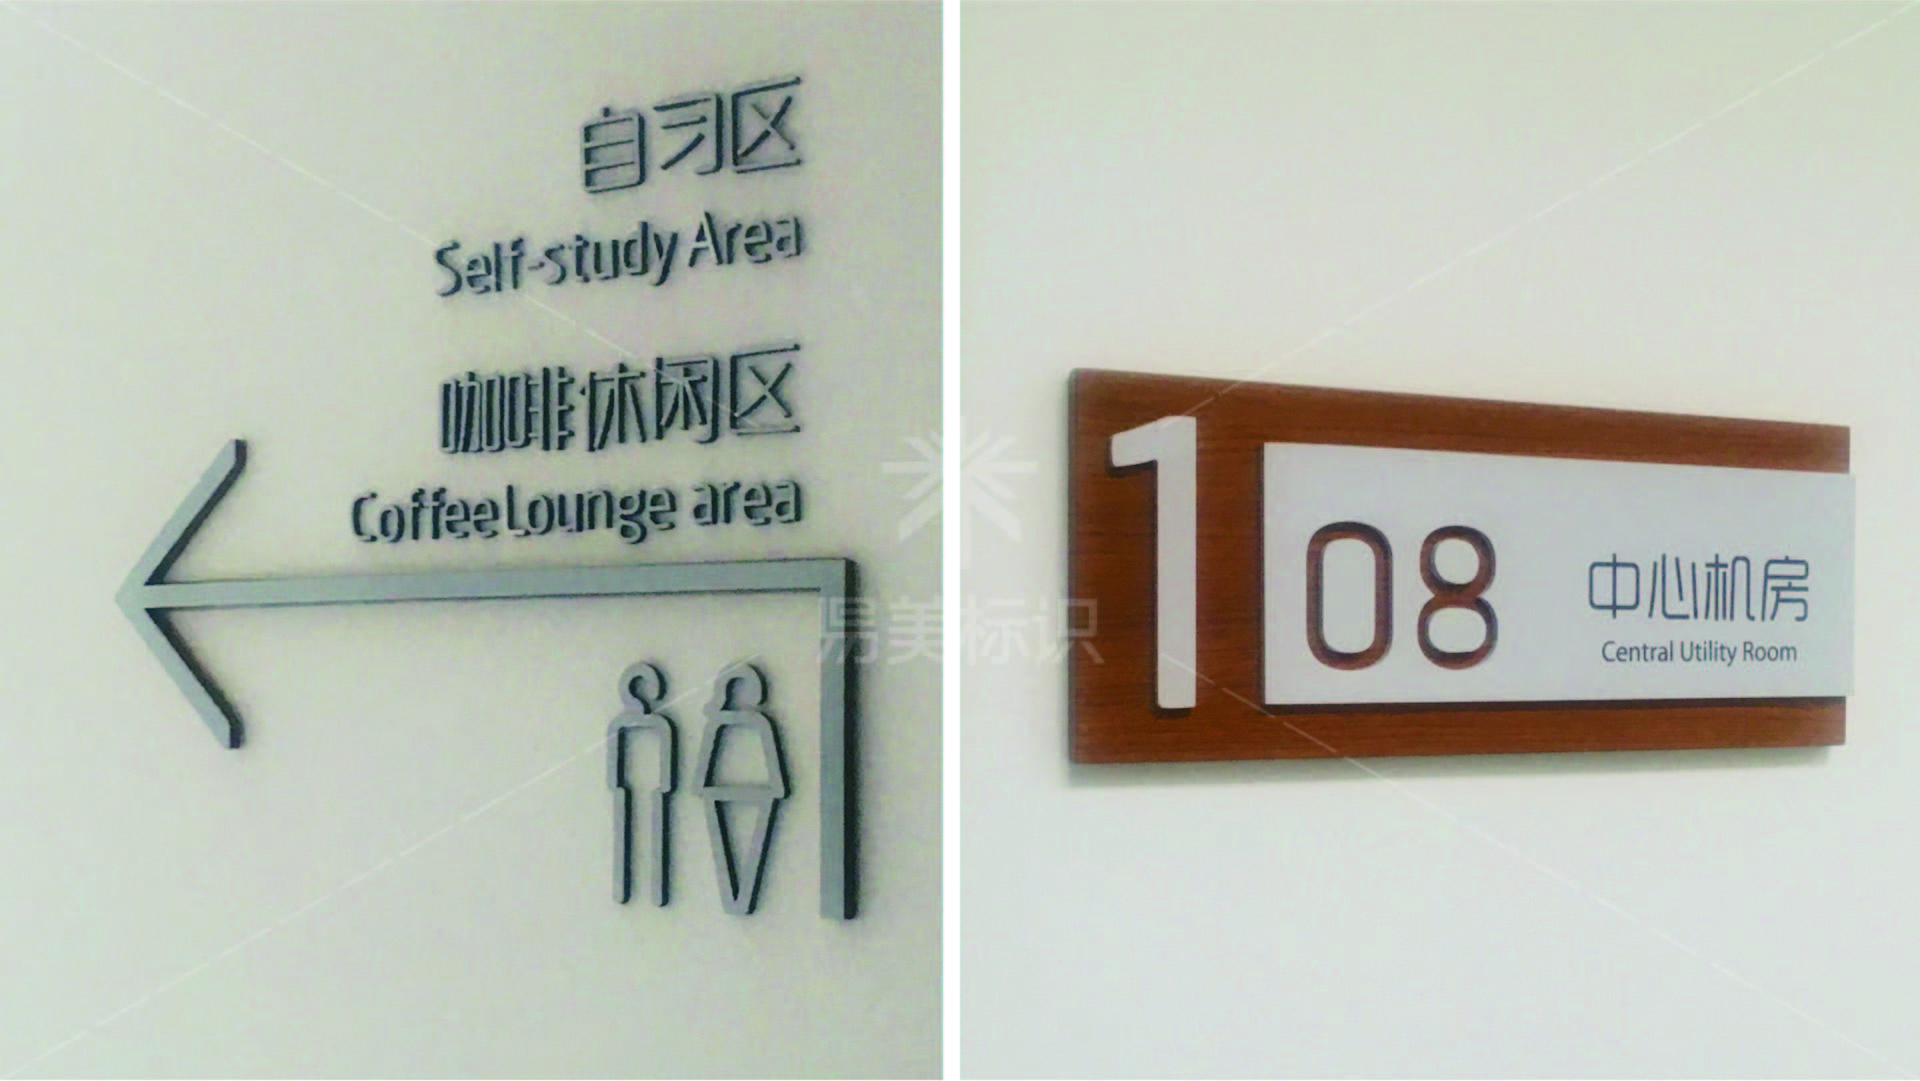 自习区
Self-study Area
咖啡休闲区
Coffee Lounge area
108
中心机房
Central Utility Room
易美标识